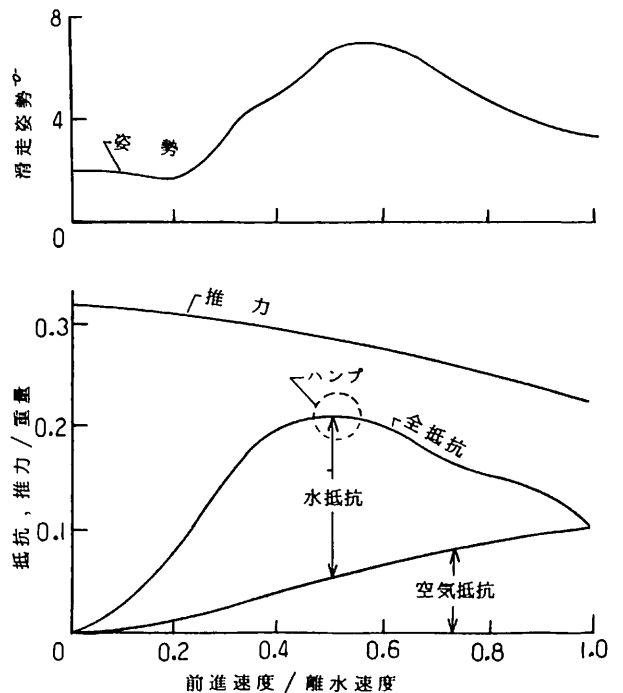 8
滑走姿勢°
4
姿勢
0
0.3
推力
ハンプ
抵抗,推力/重量
0.2
全抵抗
水抵抗
0.1
空気抵抗
0
0.2
0.4
0.6
0.8
1.0
前進速度/離水速度